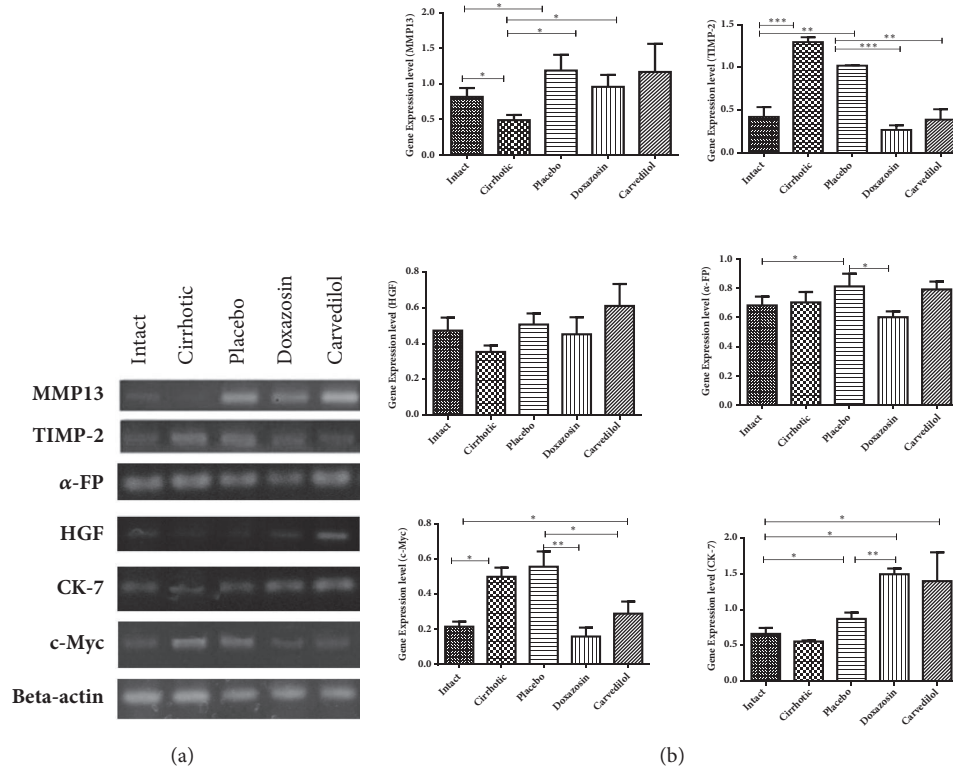 Intact
Cirrhotic
Placebo
Doxazosin
Carvedilol
MMP13
TIMP-2
α-FP
HGF
CK-7
c-Myc
Beta-actin
(a)
Gene Expression level (MMP13)
2.0
1.5
1.0
0.5
0.0
*
*
*
*
Intact
Cirrhotic
Placebo
Doxazosin
Carvedilol
Gene Expression level (TIMP-2)
1.5
1.0
0.5
0.0
***
**
**
***
Intact
Cirrhotic
Placebo
Doxazosin
Carvedilol
Gene Expression level (HGF)
0.8
0.6
0.4
0.2
0.0
Intact
Cirrhotic
Placebo
Doxazosin
Carvedilol
Gene Expression level (α-FP)
1.0
0.8
0.6
0.4
0.2
0.0
*
*
Intact
Cirrhotic
Placebo
Doxazosin
Carvedilol
Gene Expression level (c-Myc)
0.8
0.6
0.4
0.2
0.0
*
*
**
*
Intact
Cirrhotic
Placebo
Doxazosin
Carvedilol
Gene Expression level (CK-7)
2.0
1.5
1.0
0.5
0.0
*
*
*
**
Intact
Cirrhotic
Placebo
Doxazosin
Carvedilol
(b)